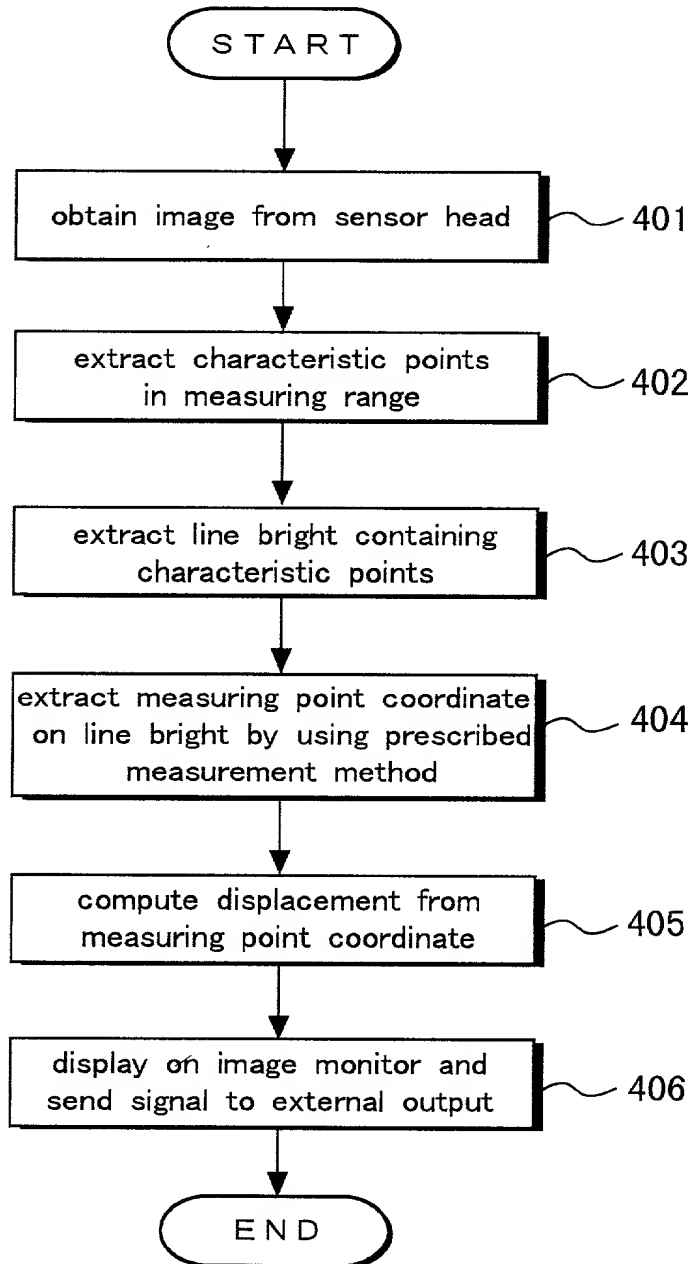 START
obtain image from sensor head
401
extract characteristic points
in measuring range
402
extract line bright containing
characteristic points
403
extract measuring point coordinate
on line bright by using prescribed
measurement method
404
compute displacement from
measuring point coordinate
405
display on image monitor and
send signal to external output
406
END